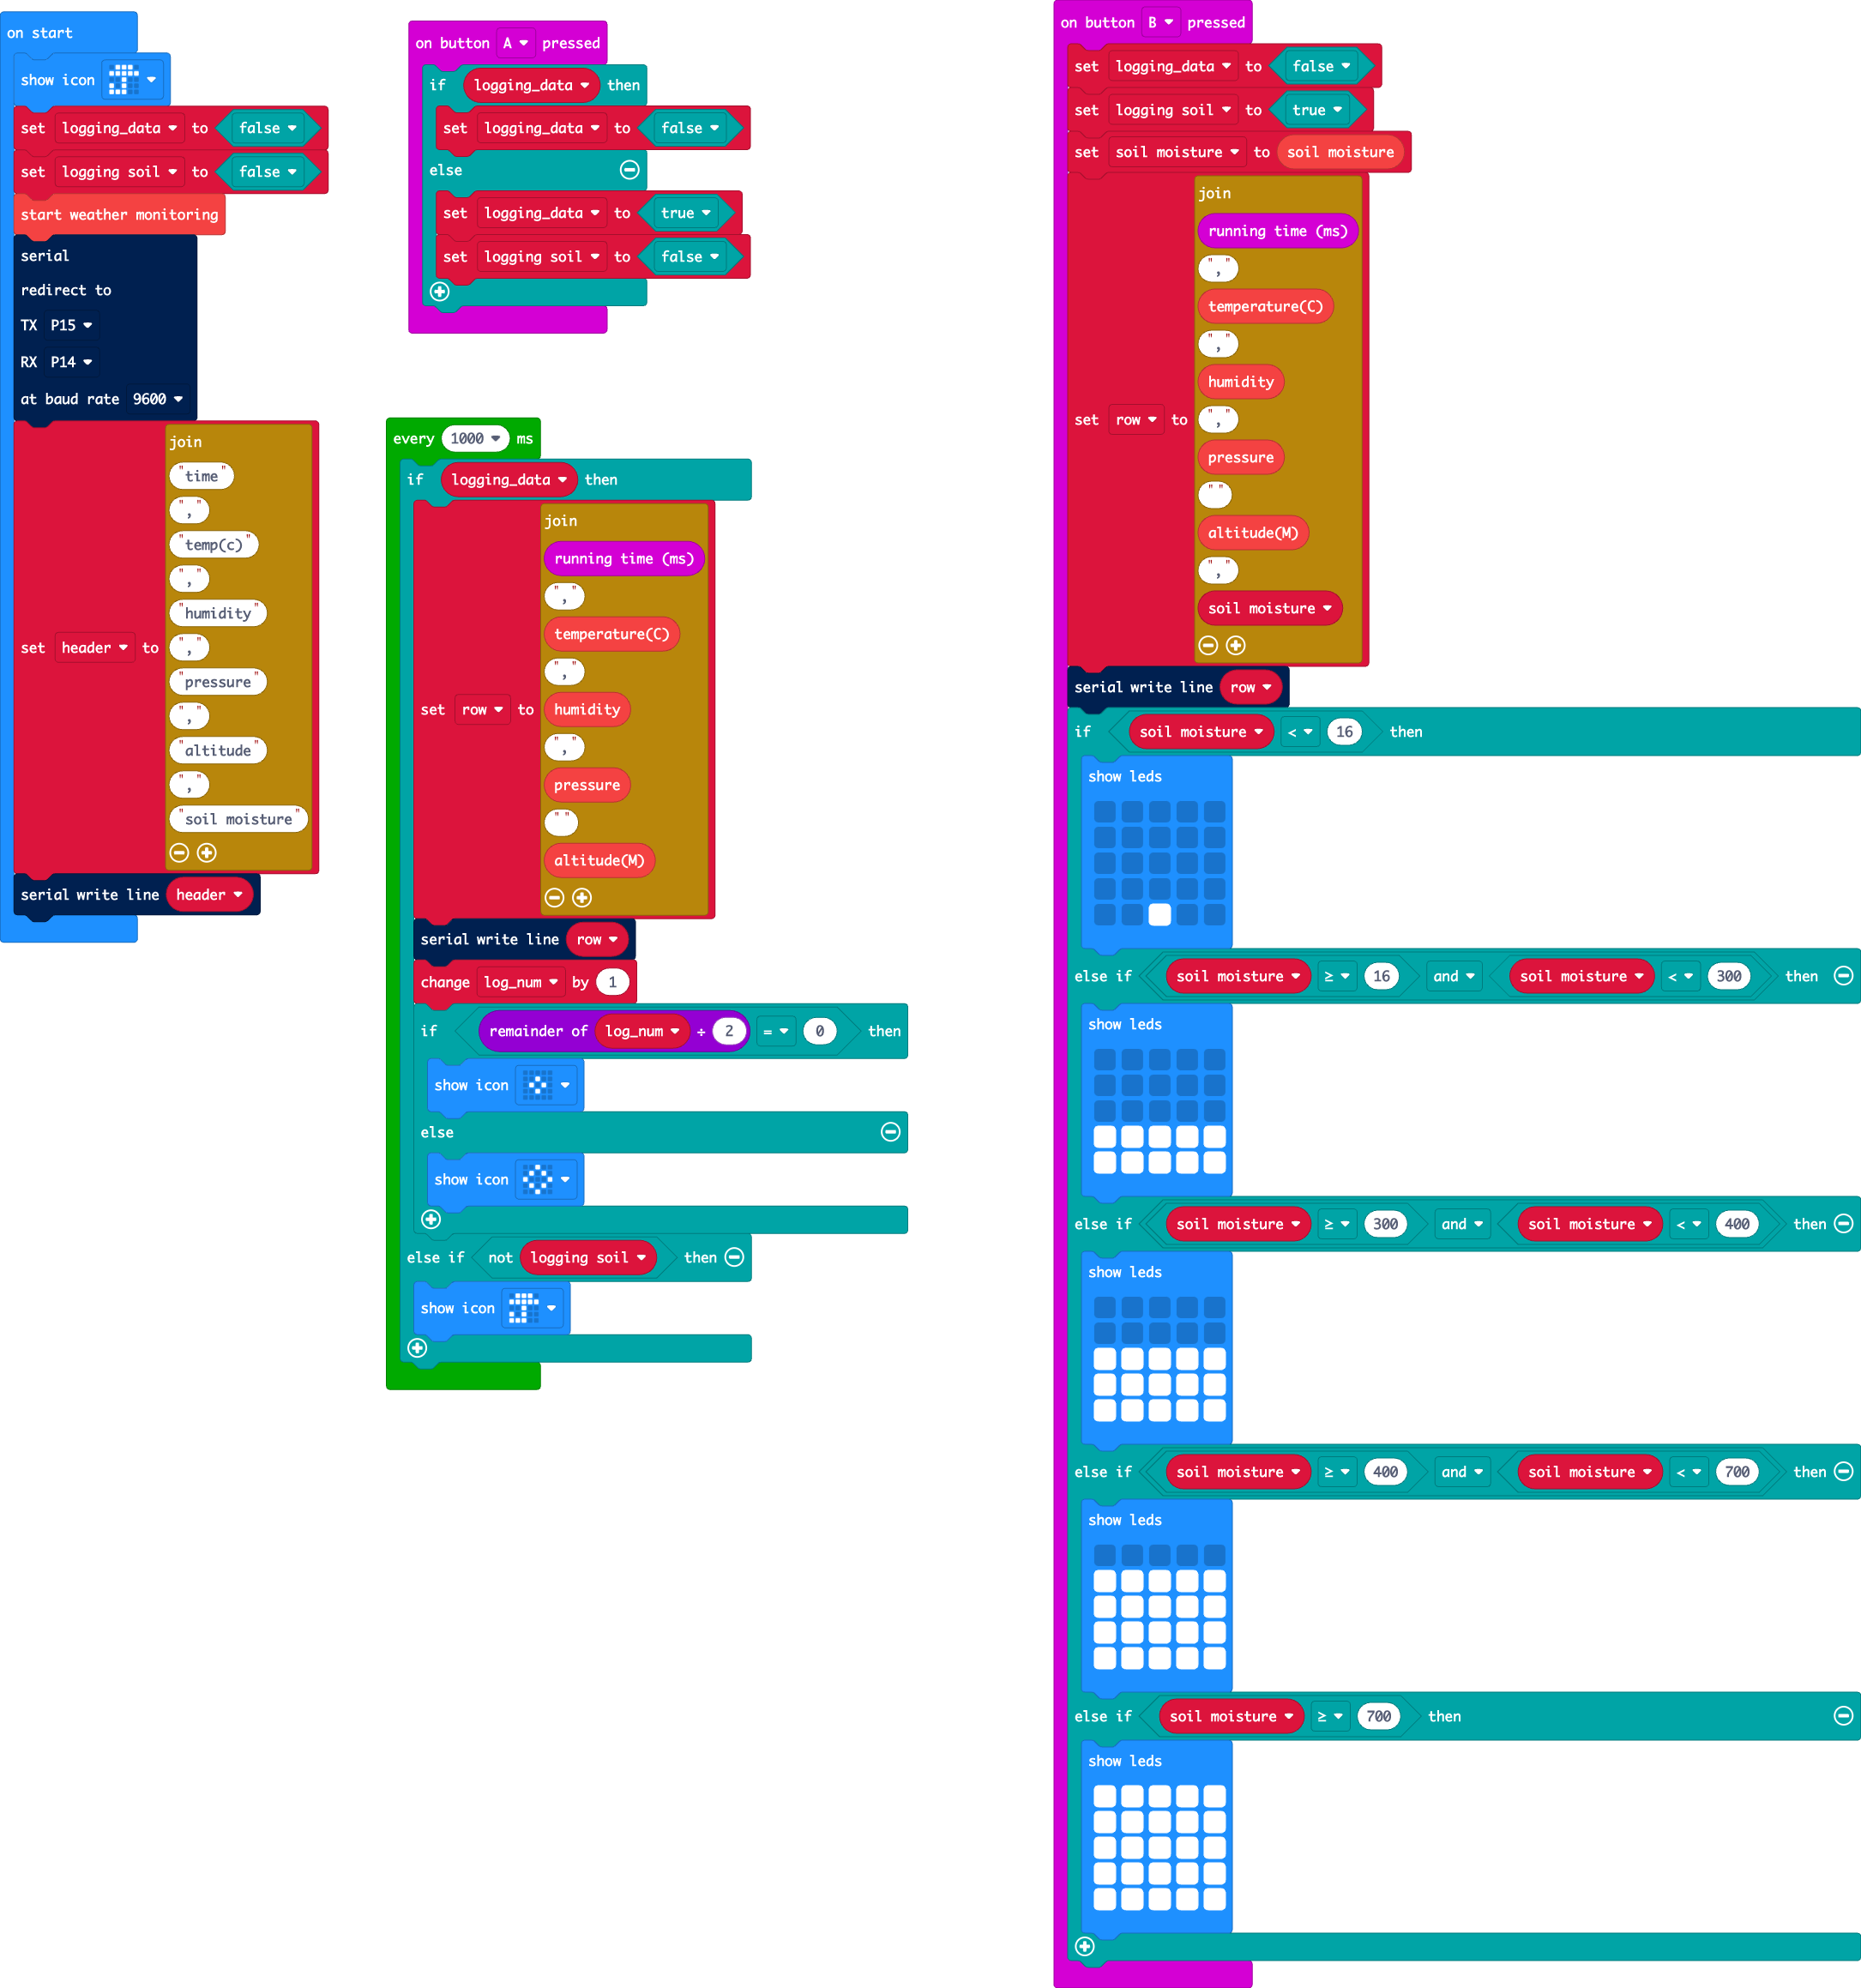 on start
show icon
set logging_data to false
set logging soil to false
start weather monitoring
serial
redirect to
TX P15
RX P14
at baud rate 9600
set header to
join
"time"
","
"temp(c)"
","
"humidity"
","
"pressure"
","
"altitude"
","
"soil moisture"
serial write line header
on button A pressed
if logging_data then
set logging_data to false
else
set logging_data to true
set logging soil to false
every 1000 ms
if logging_data then
set row to
join
running time (ms)
","
temperature(C)
","
humidity
","
pressure
" "
altitude(M)
serial write line row
change log_num by 1
if remainder of log_num ÷ 2 = 0 then
show icon
else
show icon
else if not logging soil then
show icon
on button B pressed
set logging_data to false
set logging soil to true
set soil moisture to soil moisture
set row to
join
running time (ms)
","
temperature(C)
","
humidity
","
pressure
" "
altitude(M)
","
soil moisture
serial write line row
if soil moisture < 16 then
show leds
else if soil moisture ≥ 16 and soil moisture < 300 then
show leds
else if soil moisture ≥ 300 and soil moisture < 400 then
show leds
else if soil moisture ≥ 400 and soil moisture < 700 then
show leds
else if soil moisture ≥ 700 then
show leds